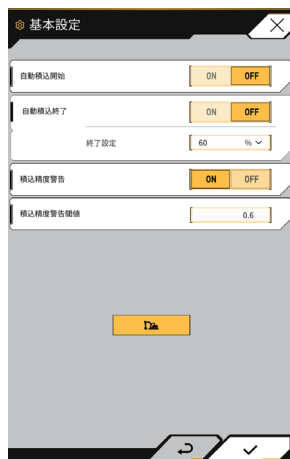 基本設定
自動積込開始 ON OFF
自動積込終了 ON OFF
終了設定 60 %
積込精度警告 ON OFF
積込精度警告閾値 0.6